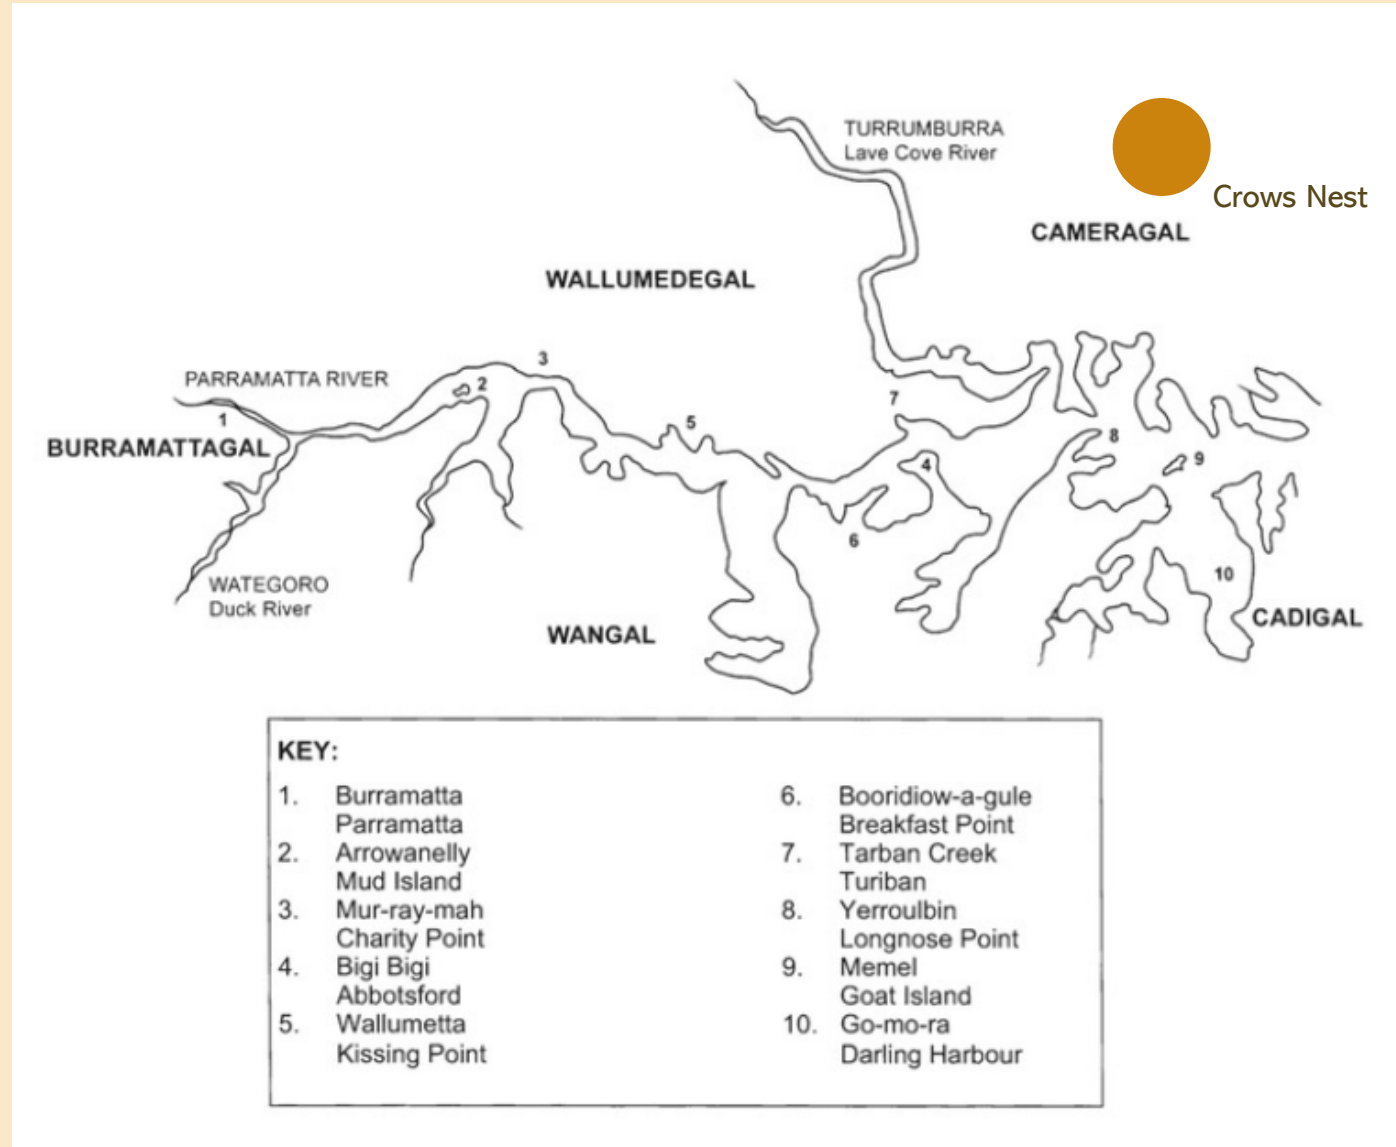 TURRUMBURRA
Lave Cove River
Crows Nest
CAMERAGAL
WALLUMEDEGAL
3
PARRAMATTA RIVER
2
7
1
5
8
BURRAMATTAGAL
9
4
6
10
WATEGORO
Duck River
CADIGAL
WANGAL
KEY:
1. Burramatta
Parramatta
2. Arrowanelly
Mud Island
3. Mur-ray-mah
Charity Point
4. Bigi Bigi
Abbotsford
5. Wallumetta
Kissing Point
6. Booridiow-a-gule
Breakfast Point
7. Tarban Creek
Turiban
8. Yerroulbin
Longnose Point
9. Memel
Goat Island
10. Go-mo-ra
Darling Harbour